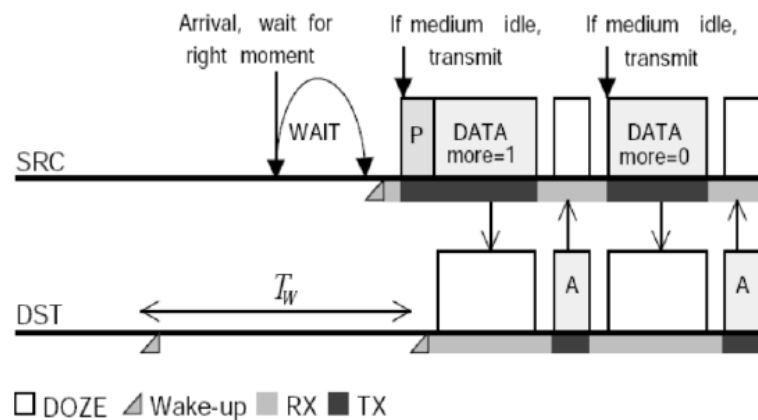 Arrival, wait for
right moment
If medium idle,
transmit
If medium idle,
transmit
WAIT
P
DATA
more=1
DATA
more=0
SRC
T_W
A
A
DST
DOZE Wake-up RX TX